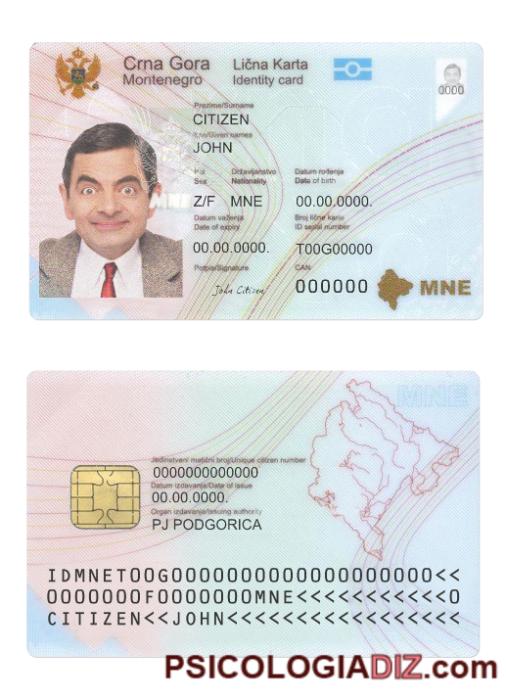 Crna Gora
Montenegro
Lična Karta
Identity card
0000
Prezime/Surname
CITIZEN
Ime/Given names
JOHN
Pol Državljanstvo Datum rođenja
Sex Nationality Date of birth
Z/F MNE 00.00.0000.
Datum važenja Broj lične karte
Date of expiry ID serial number
00.00.0000. T00G00000
Potpis/Signature CAN
John Citizen 000000 MNE
MNE
Jedinstveni matični broj/Unique citizen number
0000000000000
Datum izdavanja/Date of issue
00.00.0000.
Organ izdavanja/Issuing authority
PJ PODGORICA
IDMNET00G00000000000000000000<<
0000000F0000000MNE<<<<<<<<<<<0
CITIZEN<<JOHN<<<<<<<<<<<<<<<<<
PSICOLOGIADIZ.com